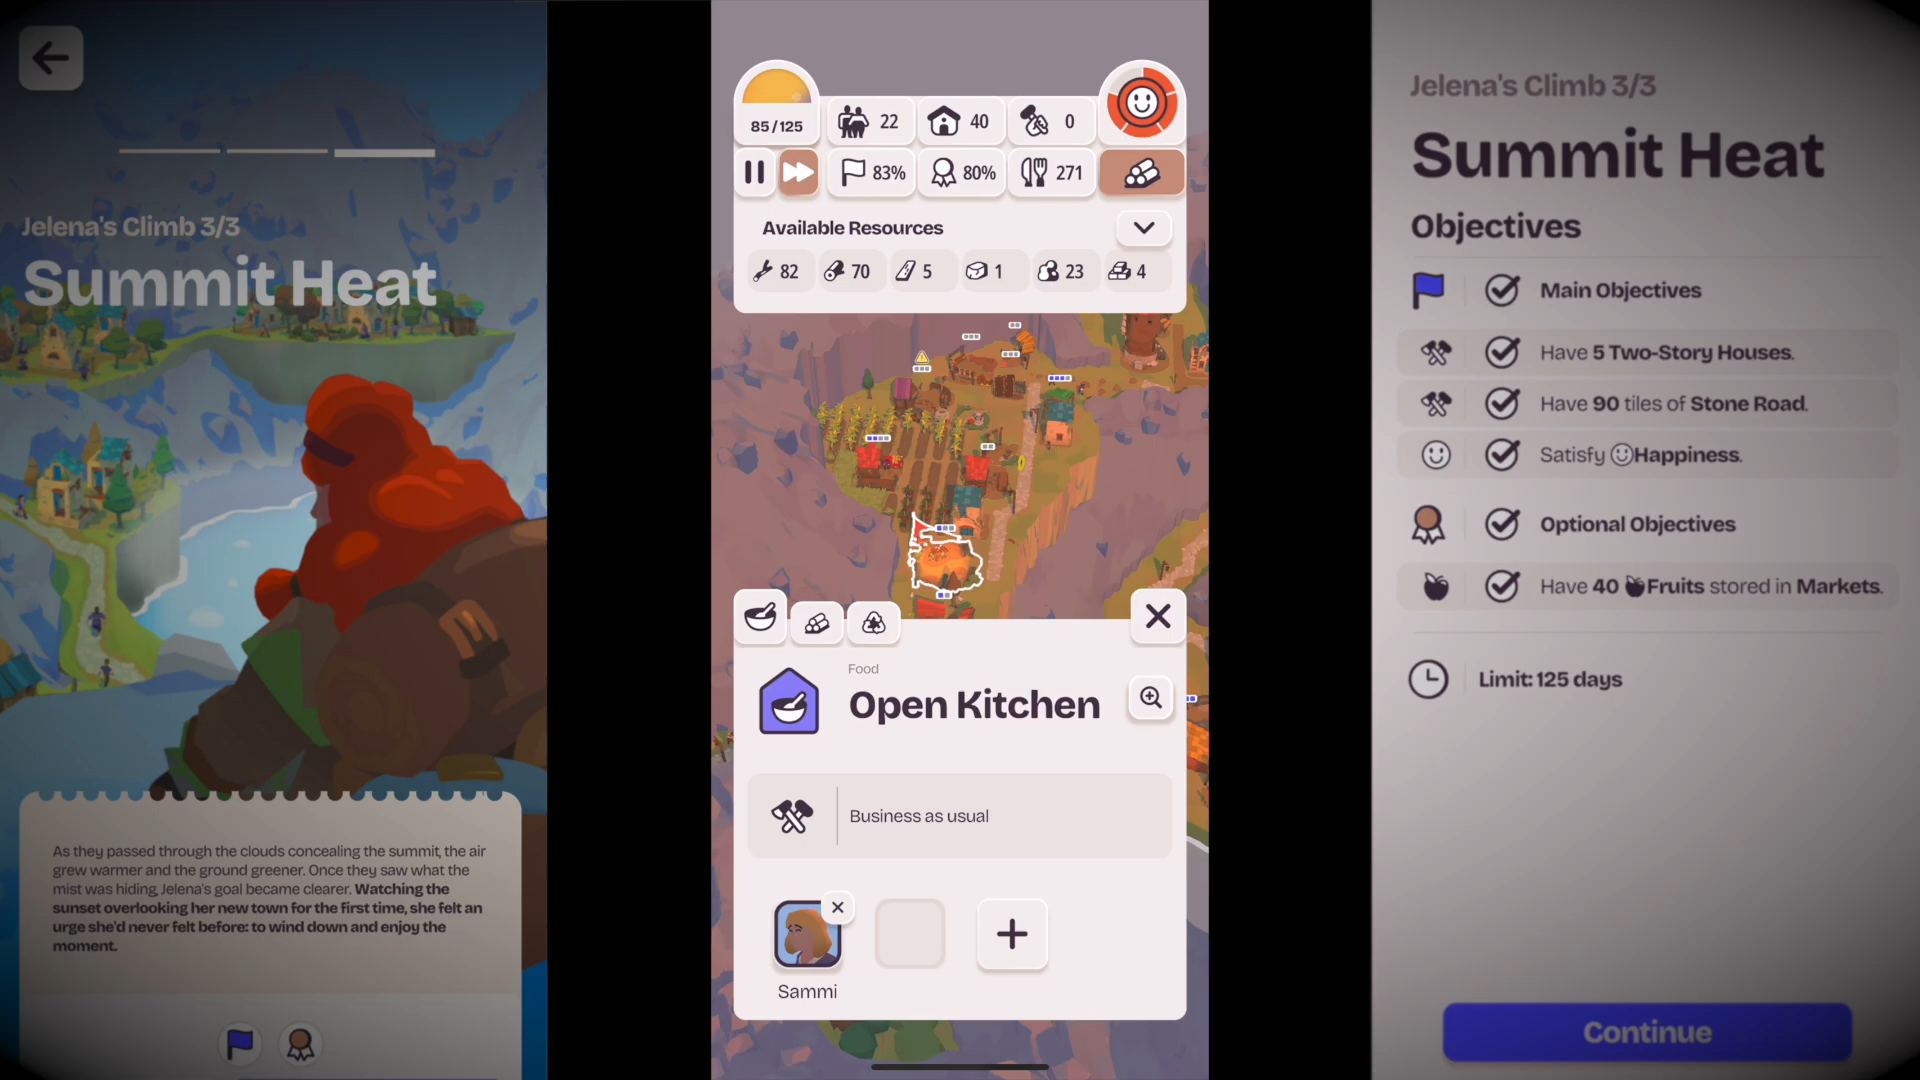 Jelena's Climb 3/3
Summit Heat
As they passed through the clouds concealing the summit, the air
grew warmer and the ground greener. Once they saw what the
mist was hiding, Jelena's goal became clearer. Watching the
sunset overlooking her new town for the first time, she felt an
urge she'd never felt before: to wind down and enjoy the
moment.
85/125
22
40
0
83%
80%
271
Available Resources
82
70
5
1
23
4
Food
Open Kitchen
Business as usual
Sammi
Jelena's Climb 3/3
Summit Heat
Objectives
Main Objectives
Have 5 Two-Story Houses.
Have 90 tiles of Stone Road.
Satisfy Happiness.
Optional Objectives
Have 40 Fruits stored in Markets.
Limit: 125 days
Continue